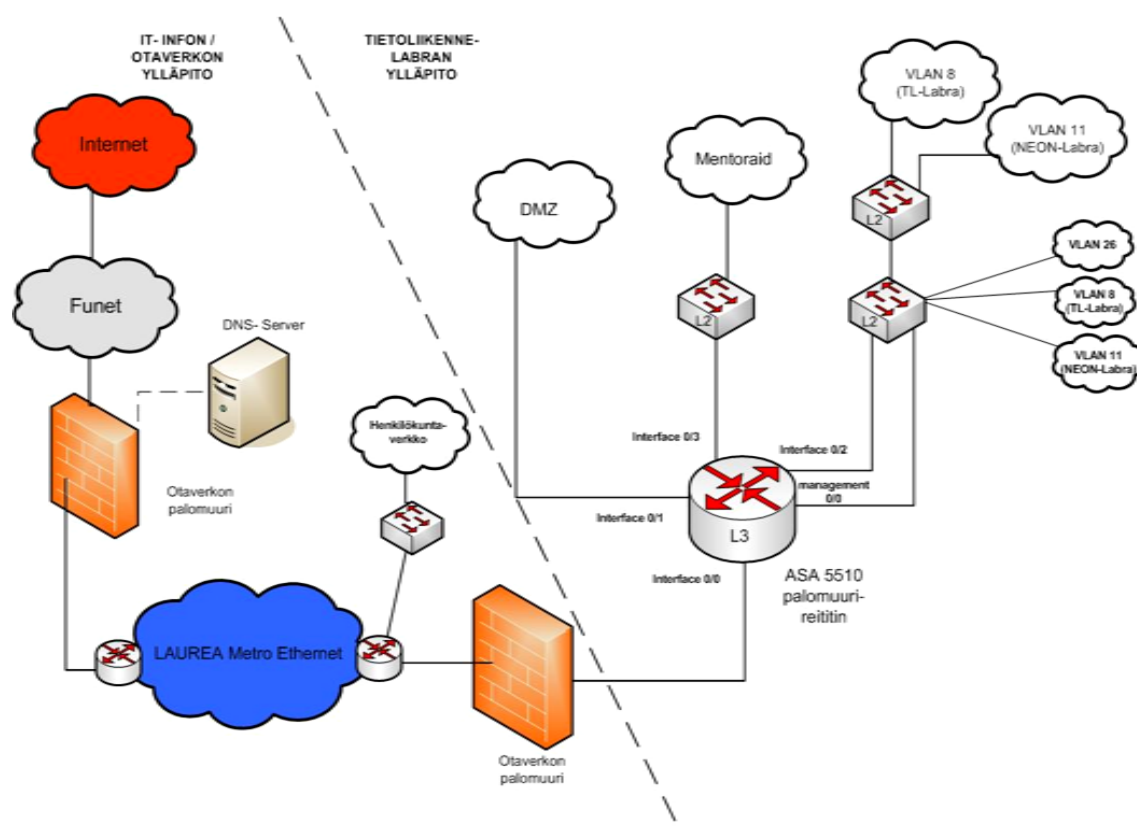 IT- INFON /
OTAVERKON
YLLÄPITO
TIETOLIIKENNE-
LABRAN
YLLÄPITO
VLAN 8
(TL-Labra)
VLAN 11
(NEON-Labra)
Internet
Mentoraid
DMZ
L2
VLAN 26
Funet
VLAN 8
(TL-Labra)
L2
L2
DNS- Server
VLAN 11
(NEON-Labra)
Henkilökunta-
verkko
Interface 0/3
Interface 0/2
management
0/0
Otaverkon
palomuuri
Interface 0/1
L3
Interface 0/0
ASA 5510
palomuuri-
reititin
LAUREA Metro Ethernet
Otaverkon
palomuuri